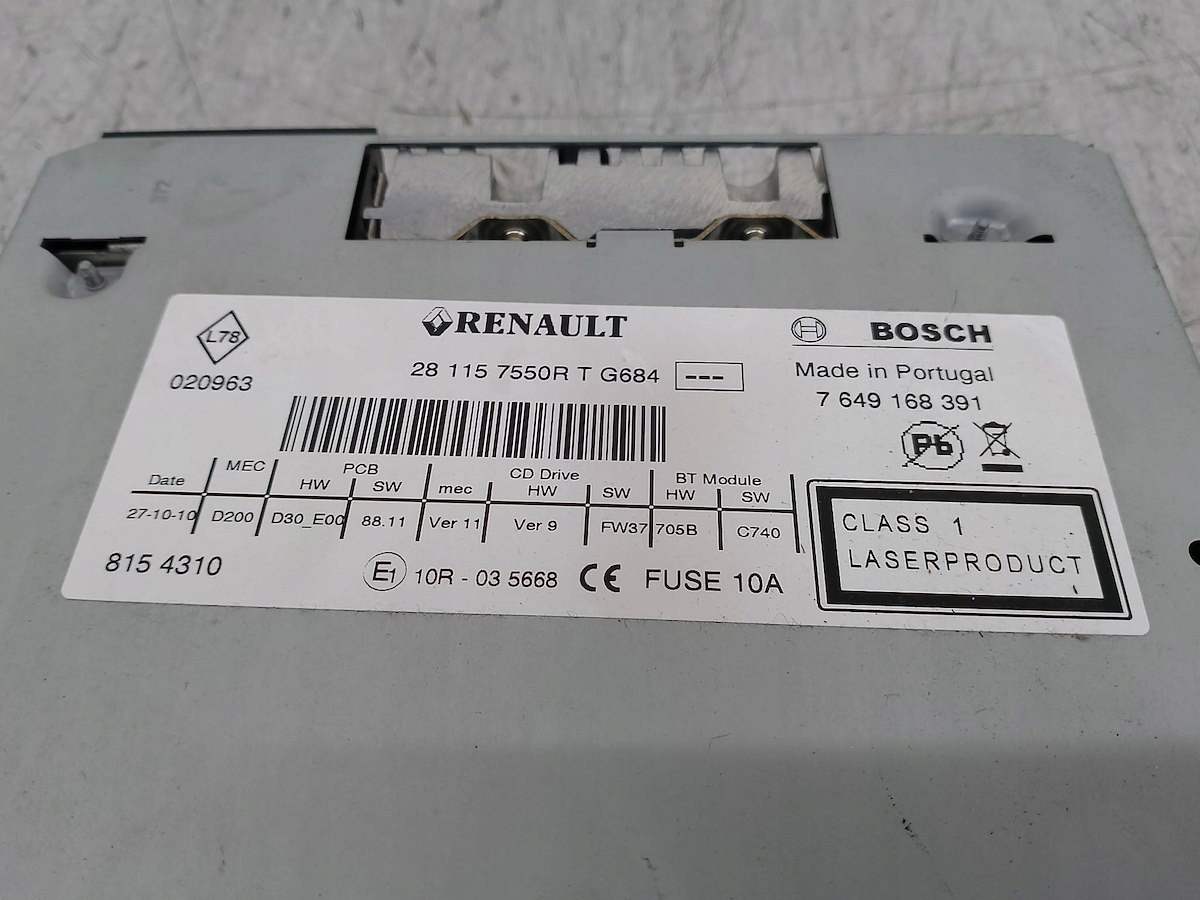 L78
020963
RENAULT
28 115 7550R T G684 ---
BOSCH
Made in Portugal
7 649 168 391
Pb
Date MEC PCB CD Drive BT Module
HW SW mec HW SW HW SW
27-10-10 D200 D30_E00 88.11 Ver 11 Ver 9 FW37 705B C740
815 4310
E1 10R - 03 5668 CE FUSE 10A
CLASS 1
LASERPRODUCT